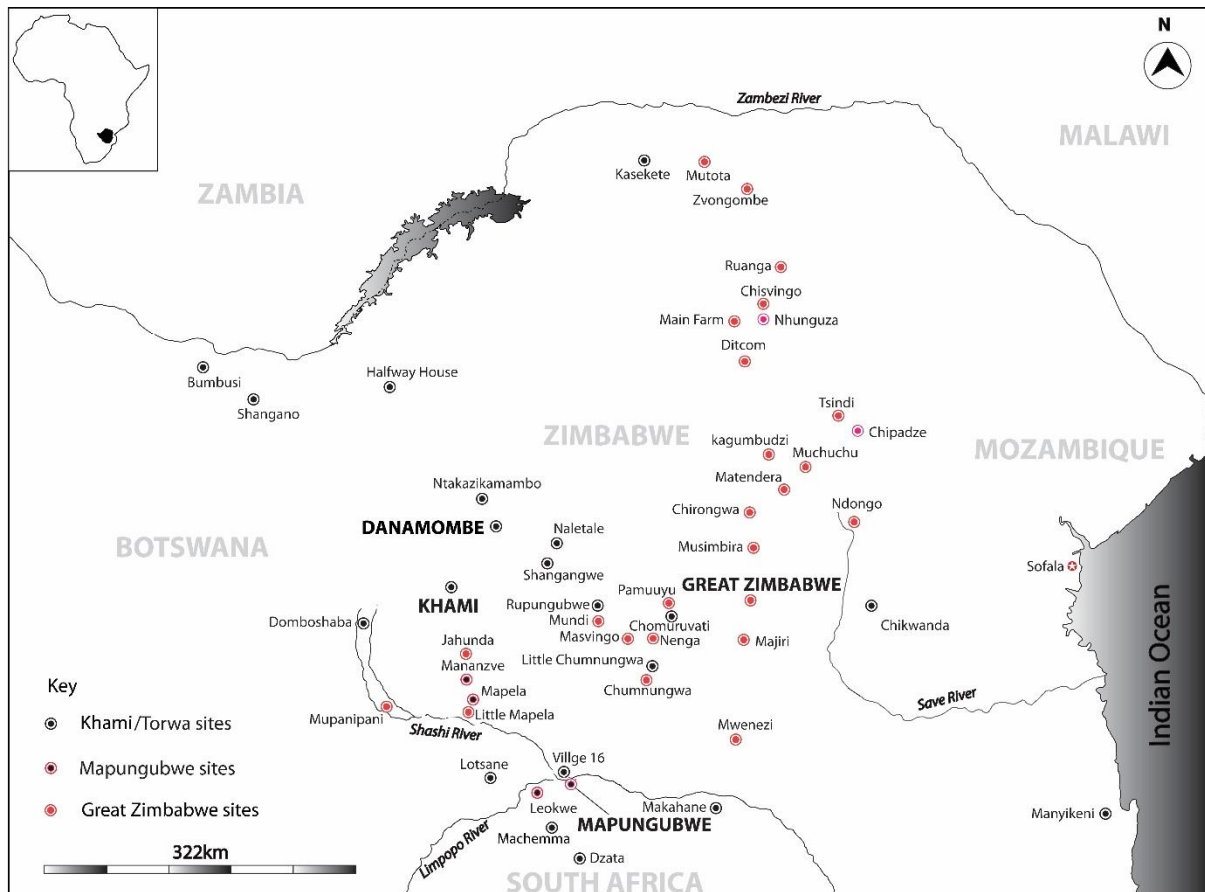 N
Zambezi River
MALAWI
Kasekete
Mutota
Zvongombe
ZAMBIA
Ruanga
Chisvingo
Main Farm
Nhunguza
Ditcom
Bumbusi
Halfway House
Shangano
Tsindi
Chipadze
ZIMBABWE
kagumbudzi
Muchuchu
MOZAMBIQUE
Matendera
Ntakazikamambo
Chirongwa
Ndongo
DANAMOMBE
Naletale
BOTSWANA
Musimbira
Shangangwe
Sofala
GREAT ZIMBABWE
Pamuuyu
KHAMI
Rupungubwe
Chomuruvati
Chikwanda
Domboshaba
Mundi
Masvingo
Nenga
Majiri
Jahunda
Mananzve
Little Chumnungwa
Chumnungwa
Mapela
Little Mapela
Mupanipani
Shashi River
Save River
Mwenezi
Indian Ocean
Key
Khami/Torwa sites
Mapungubwe sites
Great Zimbabwe sites
322km
Lotsane
Villge 16
Leokwe
Makahane
Manyikeni
MAPUNGUBWE
Machemma
Limpopo River
Dzata
SOUTH AFRICA